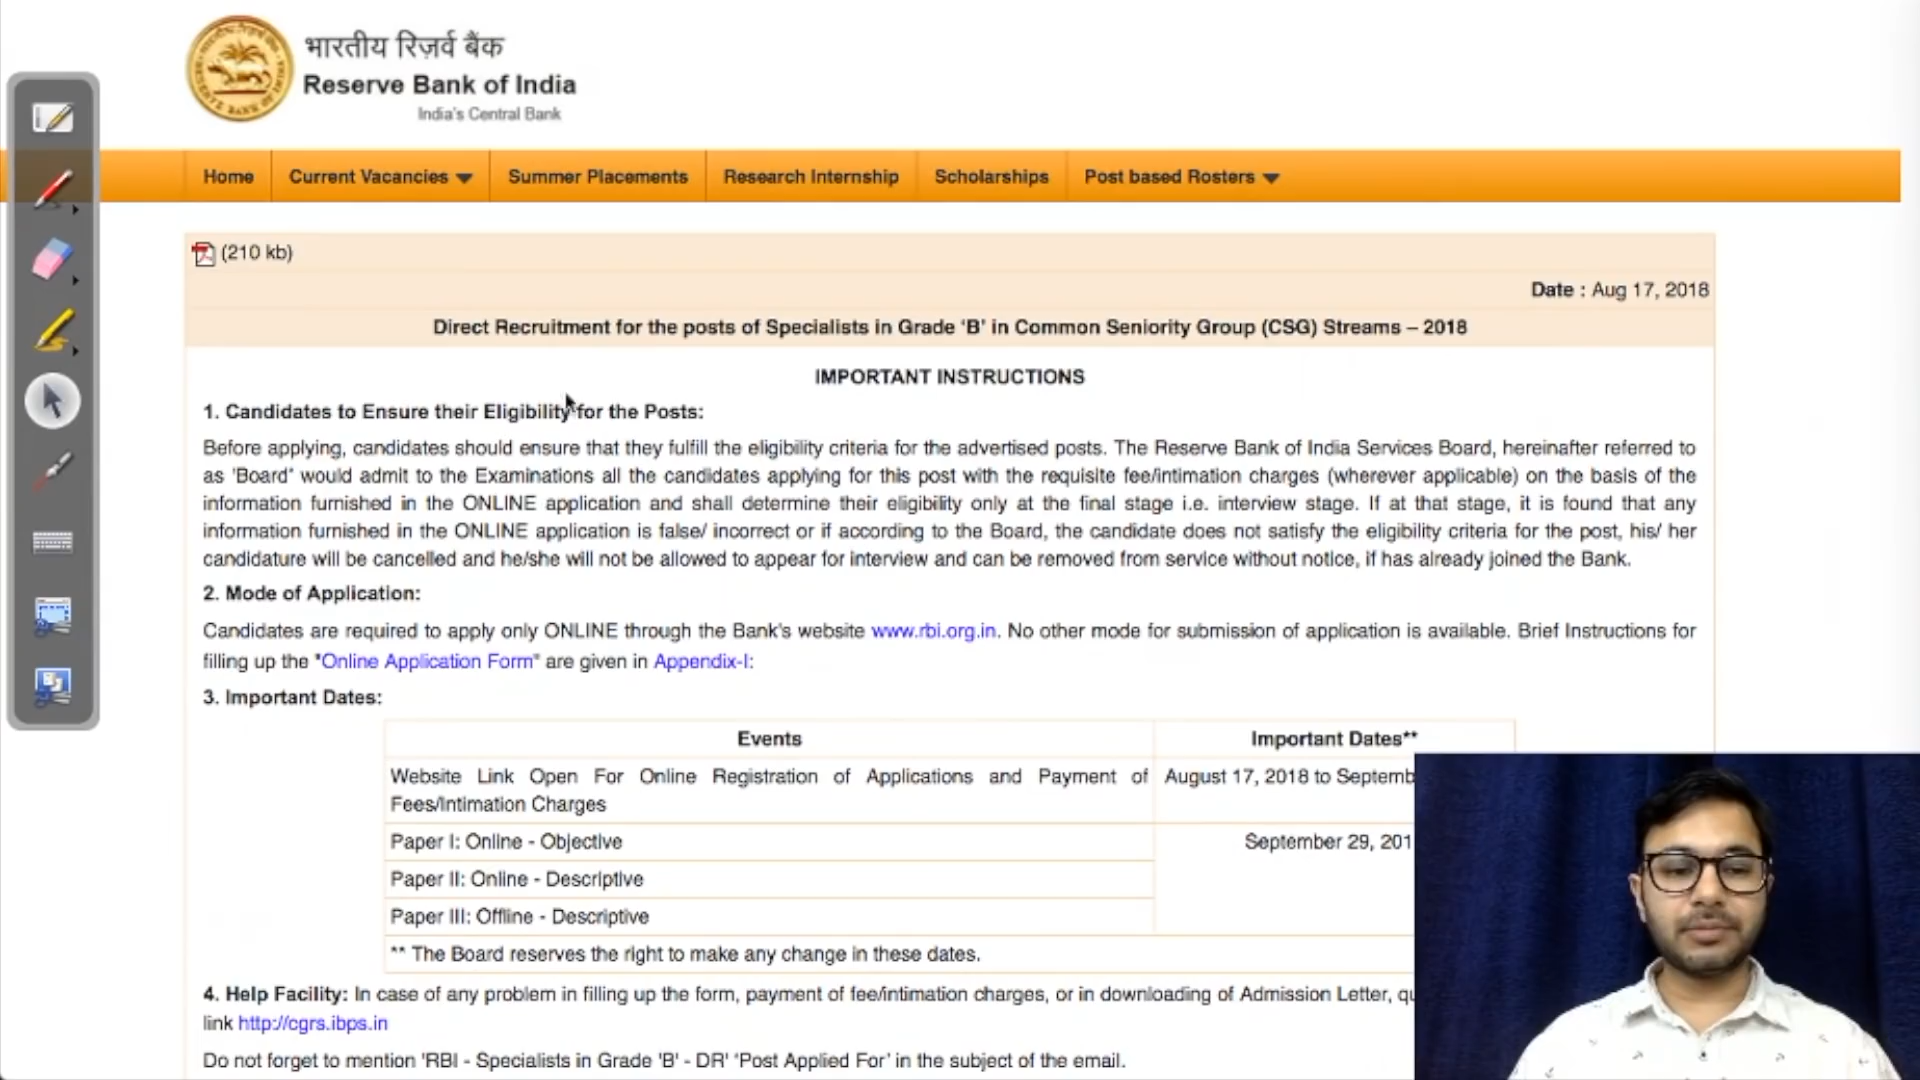 भारतीय रिज़र्व बैंक
Reserve Bank of India
India's Central Bank
Home Current Vacancies Summer Placements Research Internship Scholarships Post based Rosters
(210 kb)
Date : Aug 17, 2018
Direct Recruitment for the posts of Specialists in Grade 'B' in Common Seniority Group (CSG) Streams – 2018
IMPORTANT INSTRUCTIONS
1. Candidates to Ensure their Eligibility for the Posts:
Before applying, candidates should ensure that they fulfill the eligibility criteria for the advertised posts. The Reserve Bank of India Services Board, hereinafter referred to
as 'Board' would admit to the Examinations all the candidates applying for this post with the requisite fee/intimation charges (wherever applicable) on the basis of the
information furnished in the ONLINE application and shall determine their eligibility only at the final stage i.e. interview stage. If at that stage, it is found that any
information furnished in the ONLINE application is false/ incorrect or if according to the Board, the candidate does not satisfy the eligibility criteria for the post, his/ her
candidature will be cancelled and he/she will not be allowed to appear for interview and can be removed from service without notice, if has already joined the Bank.
2. Mode of Application:
Candidates are required to apply only ONLINE through the Bank's website www.rbi.org.in. No other mode for submission of application is available. Brief Instructions for
filling up the "Online Application Form" are given in Appendix-I:
3. Important Dates:
Events Important Dates**
Website Link Open For Online Registration of Applications and Payment of August 17, 2018 to Septemb
Fees/Intimation Charges
Paper I: Online - Objective September 29, 201
Paper II: Online - Descriptive
Paper III: Offline - Descriptive
** The Board reserves the right to make any change in these dates.
4. Help Facility: In case of any problem in filling up the form, payment of fee/intimation charges, or in downloading of Admission Letter, qu
link http://cgrs.ibps.in
Do not forget to mention 'RBI - Specialists in Grade 'B' - DR' 'Post Applied For' in the subject of the email.